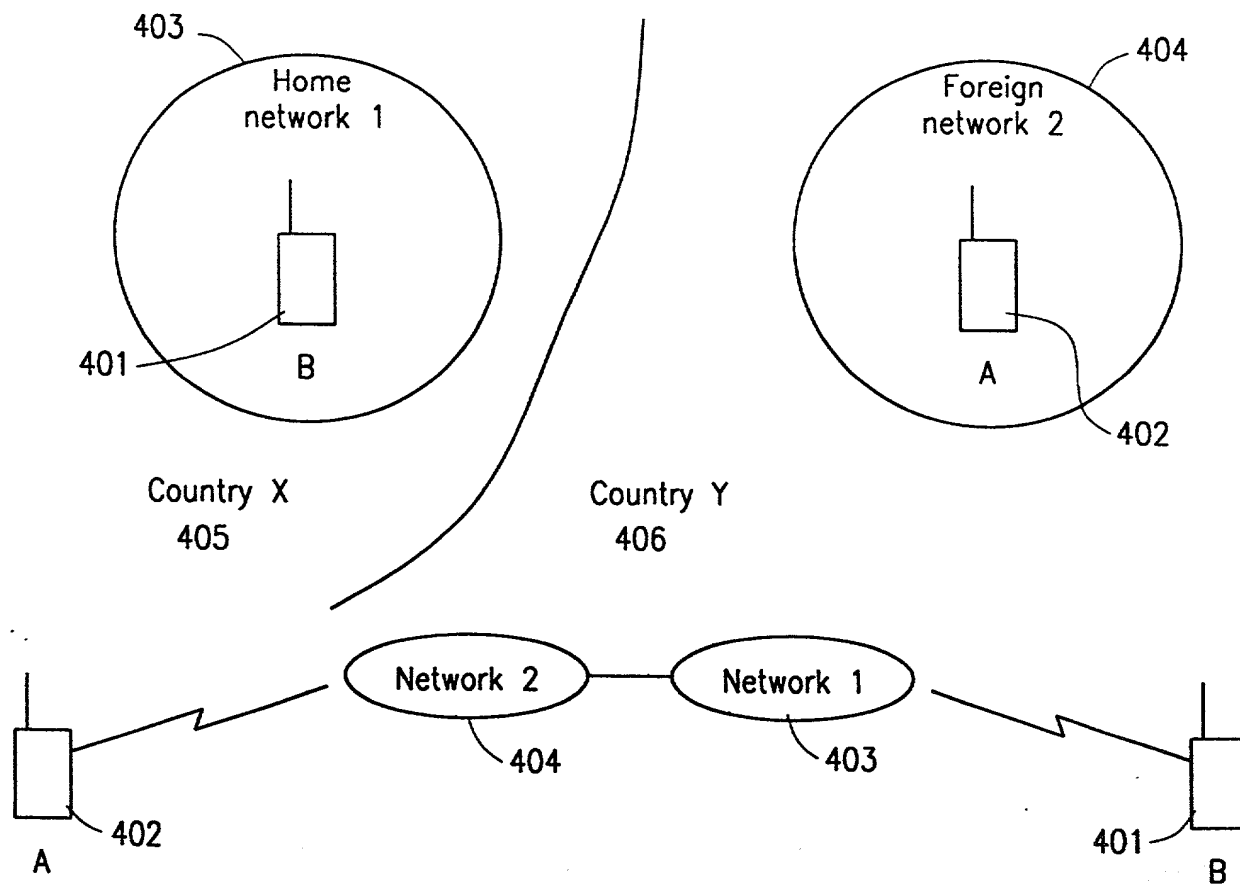 403
Home
network 1
401
B
404
Foreign
network 2
A
402
Country X
405
Country Y
406
Network 2
404
Network 1
403
402
A
401
B